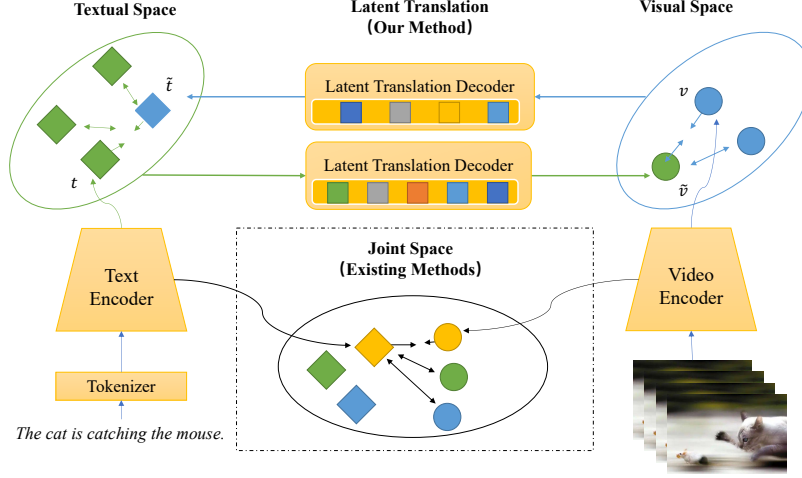 Textual Space
Latent Translation
(Our Method)
Visual Space
t̃
Latent Translation Decoder
v
Latent Translation Decoder
t
ṽ
Text
Encoder
Joint Space
(Existing Methods)
Video
Encoder
Tokenizer
The cat is catching the mouse.